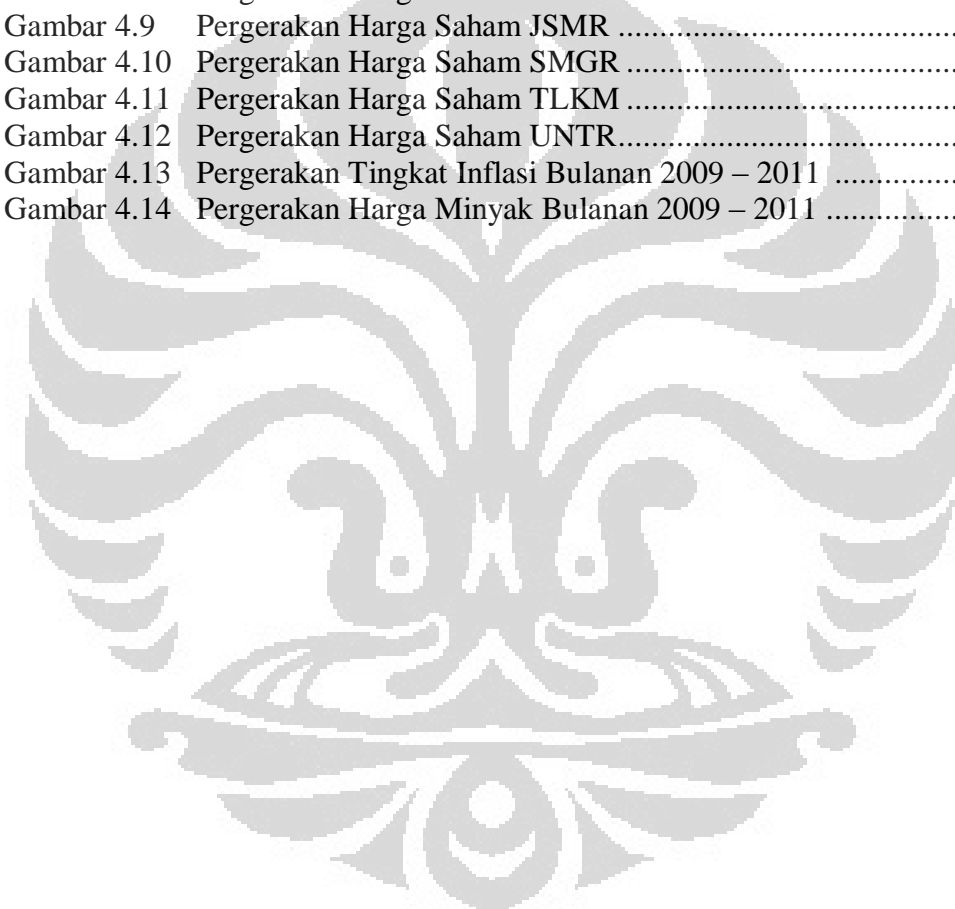 Gambar 4.9 Pergerakan Harga Saham JSMR ......................................
Gambar 4.10 Pergerakan Harga Saham SMGR .....................................
Gambar 4.11 Pergerakan Harga Saham TLKM .....................................
Gambar 4.12 Pergerakan Harga Saham UNTR......................................
Gambar 4.13 Pergerakan Tingkat Inflasi Bulanan 2009 – 2011 ...............
Gambar 4.14 Pergerakan Harga Minyak Bulanan 2009 – 2011 ................